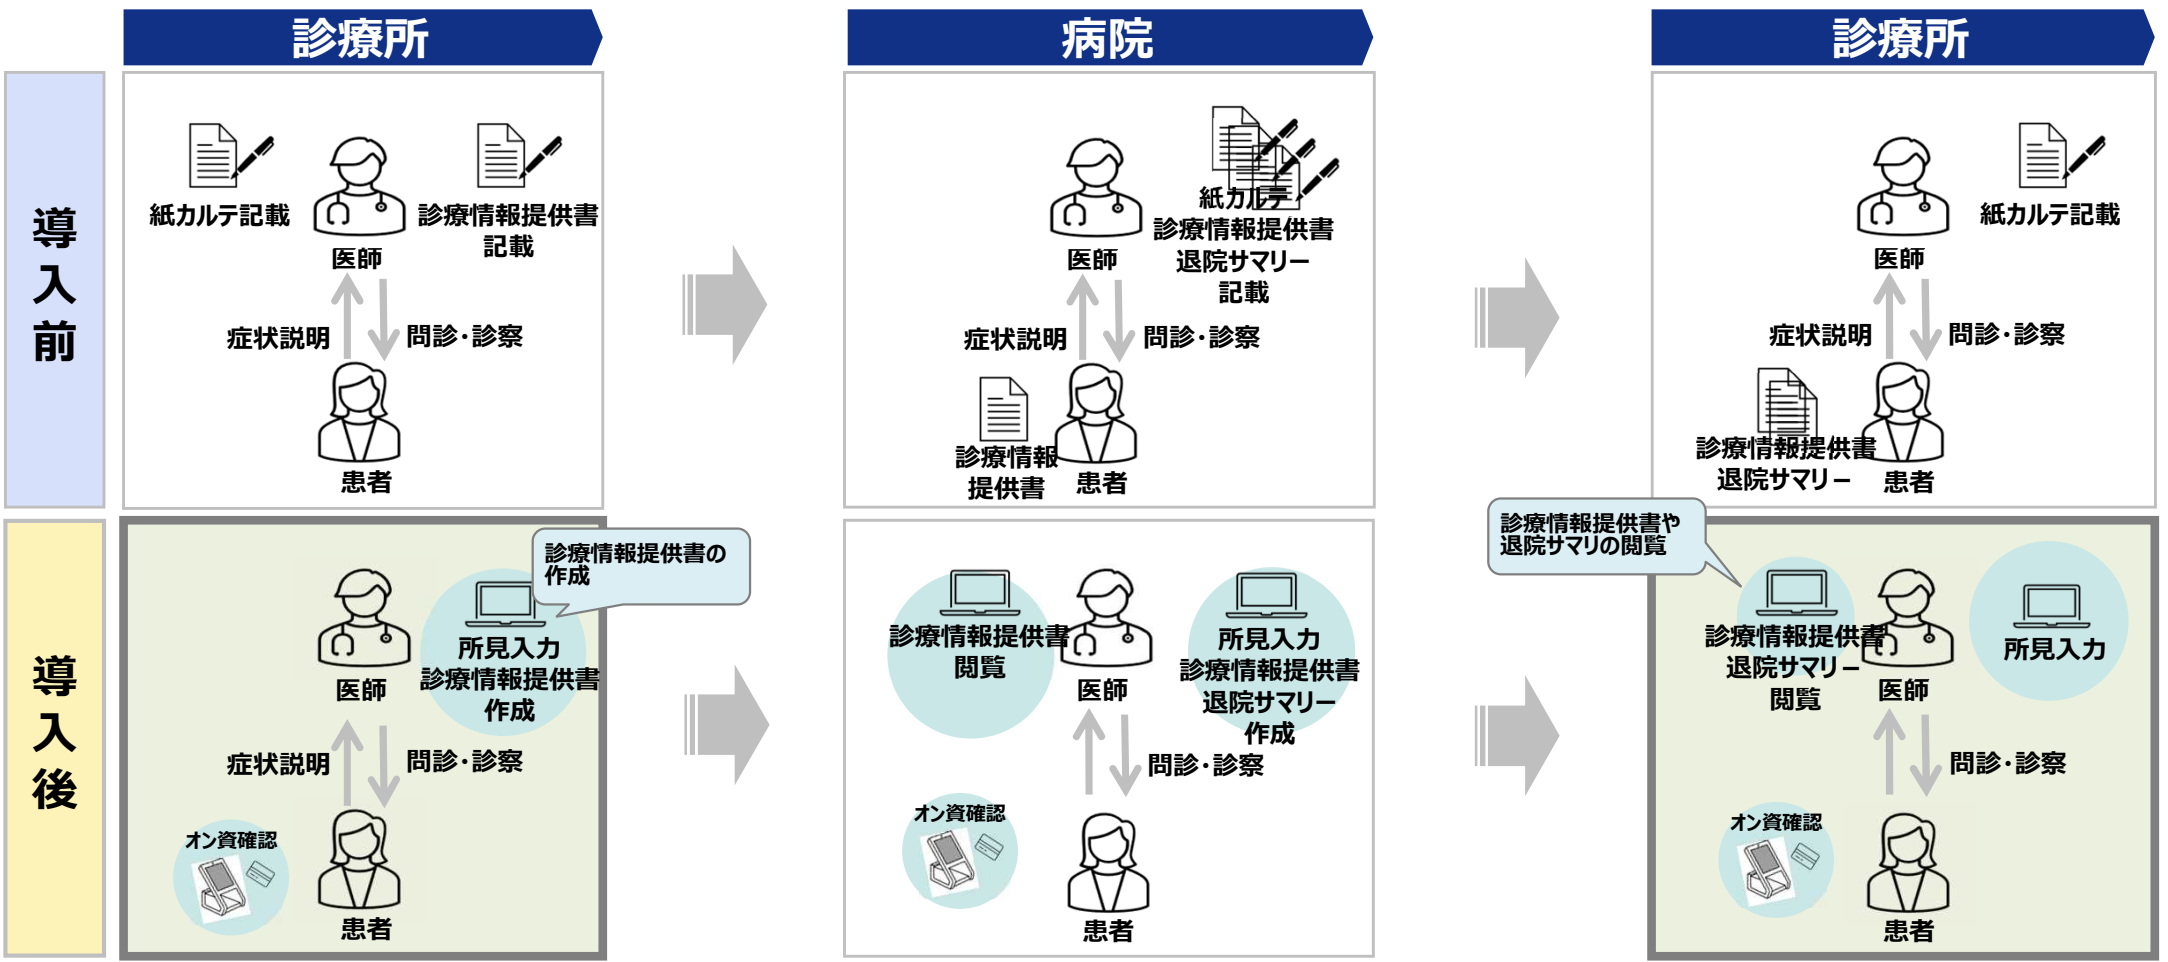 診療所
病院
診療所
導入前
紙カルテ記載
医師
診療情報提供書
記載
症状説明
問診・診察
患者
医師
紙カルテ
診療情報提供書
退院サマリー
記載
症状説明
問診・診察
診療情報
提供書
患者
医師
紙カルテ記載
症状説明
問診・診察
診療情報提供書
退院サマリー
患者
導入後
診療情報提供書の
作成
医師
所見入力
診療情報提供書
作成
症状説明
問診・診察
オン資確認
患者
診療情報提供書
閲覧
医師
所見入力
診療情報提供書
退院サマリー
作成
問診・診察
オン資確認
患者
診療情報提供書や
退院サマリの閲覧
診療情報提供書
退院サマリー
閲覧
医師
所見入力
問診・診察
オン資確認
患者